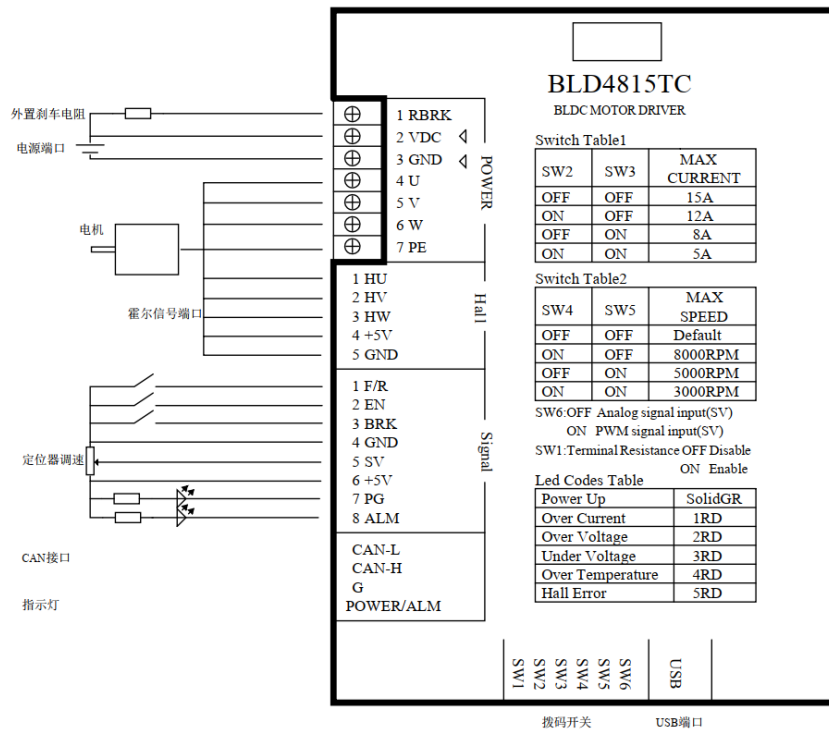 BLD4815TC
BLDC MOTOR DRIVER
外置刹车电阻
电源端口
电机
霍尔信号端口
定位器调速
CAN接口
指示灯
1 RBRK
2 VDC
3 GND
4 U
5 V
6 W
7 PE
POWER
1 HU
2 HV
3 HW
4 +5V
5 GND
Hall
1 F/R
2 EN
3 BRK
4 GND
5 SV
6 +5V
7 PG
8 ALM
Signal
CAN-L
CAN-H
G
POWER/ALM
Switch Table1
SW2 SW3 MAX CURRENT
OFF OFF 15A
ON OFF 12A
OFF ON 8A
ON ON 5A
Switch Table2
SW4 SW5 MAX SPEED
OFF OFF Default
ON OFF 8000RPM
OFF ON 5000RPM
ON ON 3000RPM
SW6:OFF Analog signal input(SV)
ON PWM signal input(SV)
SW1:Terminal Resistance OFF Disable
ON Enable
Led Codes Table
Power Up SolidGR
Over Current 1RD
Over Voltage 2RD
Under Voltage 3RD
Over Temperature 4RD
Hall Error 5RD
SW1
SW2
SW3
SW4
SW5
SW6
USB
拨码开关
USB端口